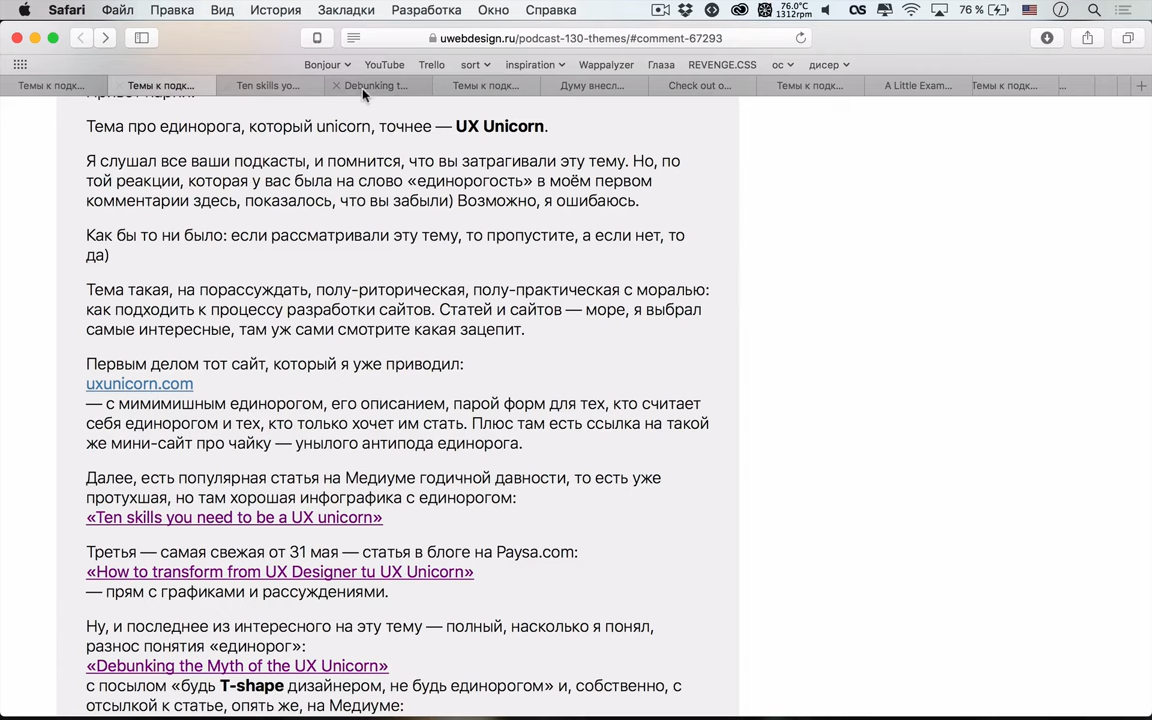 Safari Файл Правка Вид История Закладки Разработка Окно Справка 76.0°C 1312rpm 76 %
uwebdesign.ru/podcast-130-themes/#comment-67293
Bonjour YouTube Trello sort inspiration Wappalyzer Глаза REVENGE.CSS ос дисер
Темы к подк... Темы к подк... Ten skills yo... Debunking t... Темы к подк... Думу внесл... Check out o... Темы к подк... A Little Exam... Темы к подк... ...
Тема про единорога, который unicorn, точнее — UX Unicorn.
Я слушал все ваши подкасты, и помнится, что вы затрагивали эту тему. Но, по
той реакции, которая у вас была на слово «единорогость» в моём первом
комментарии здесь, показалось, что вы забыли) Возможно, я ошибаюсь.
Как бы то ни было: если рассматривали эту тему, то пропустите, а если нет, то
да)
Тема такая, на порассуждать, полу-риторическая, полу-практическая с моралью:
как подходить к процессу разработки сайтов. Статей и сайтов — море, я выбрал
самые интересные, там уж сами смотрите какая зацепит.
Первым делом тот сайт, который я уже приводил:
uxunicorn.com
— с мимимишным единорогом, его описанием, парой форм для тех, кто считает
себя единорогом и тех, кто только хочет им стать. Плюс там есть ссылка на такой
же мини-сайт про чайку — унылого антипода единорога.
Далее, есть популярная статья на Медиуме годичной давности, то есть уже
протухшая, но там хорошая инфографика с единорогом:
«Ten skills you need to be a UX unicorn»
Третья — самая свежая от 31 мая — статья в блоге на Paysa.com:
«How to transform from UX Designer tu UX Unicorn»
— прям с графиками и рассуждениями.
Ну, и последнее из интересного на эту тему — полный, насколько я понял,
разнос понятия «единорог»:
«Debunking the Myth of the UX Unicorn»
с посылом «будь T-shape дизайнером, не будь единорогом» и, собственно, с
отсылкой к статье, опять же, на Медиуме: